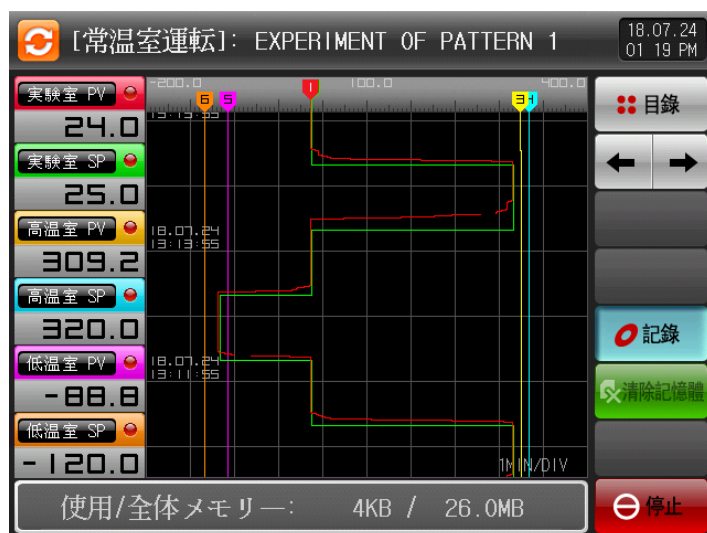 [常温室運転]: EXPERIMENT OF PATTERN 1
18.07.24
01 19 PM
実験室 PV
24.0
実験室 SP
25.0
高温室 PV
309.2
高温室 SP
320.0
低温室 PV
-88.8
低温室 SP
-120.0
-200.0 100.0 400.0
6 5 1 3
18.07.24
13:13:55
18.07.24
13:11:55
1MIN/DIV
目錄
記錄
清除記憶體
停止
使用/全体メモリー: 4KB / 26.0MB